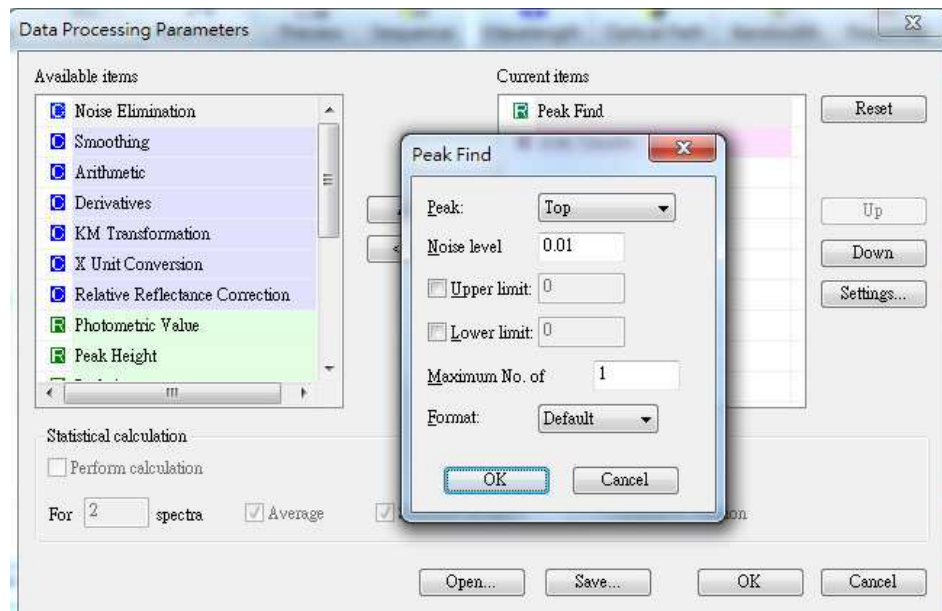 Data Processing Parameters
Available items
Noise Elimination
Smoothing
Arithmetic
Derivatives
KM Transformation
X Unit Conversion
Relative Reflectance Correction
Photometric Value
Peak Height
Current items
Peak Find
Reset
Up
Down
Settings...
Peak Find
Peak: Top
Noise level 0.01
Upper limit: 0
Lower limit: 0
Maximum No. of 1
Format: Default
OK Cancel
Statistical calculation
Perform calculation
For 2 spectra Average
Open... Save... OK Cancel